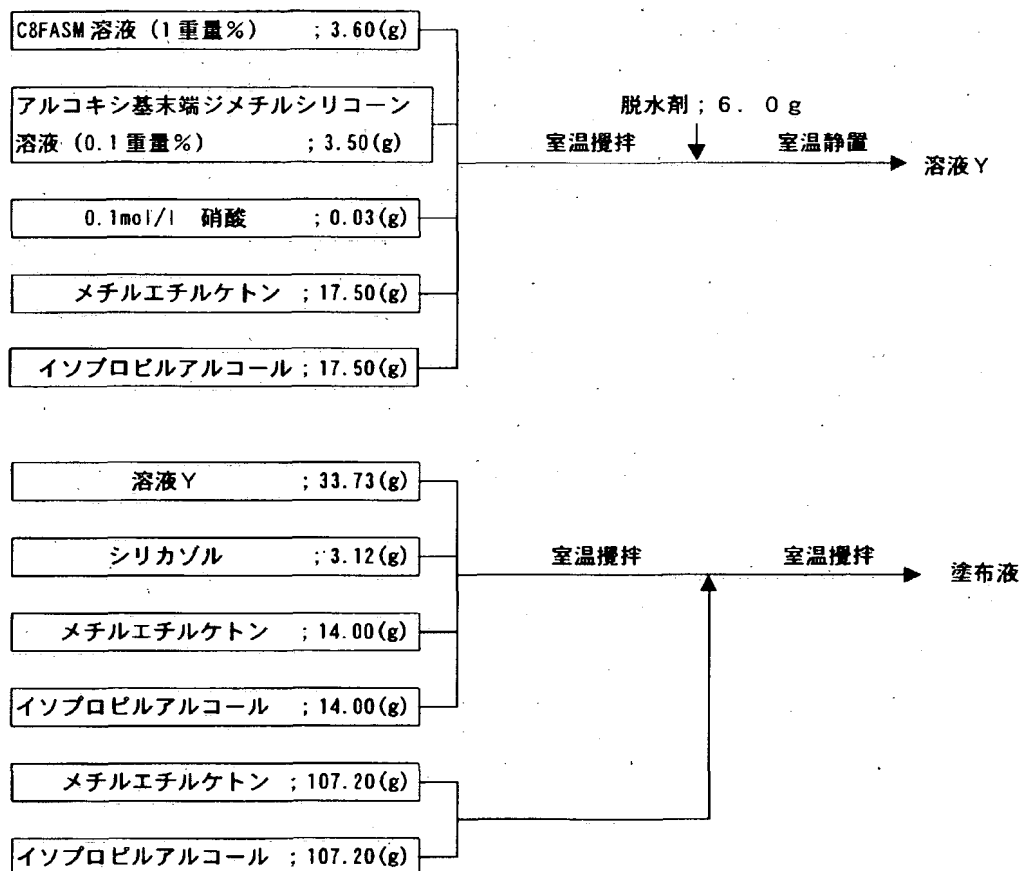 C8FASM溶液（1重量％） ；3.60(g)
アルコキシ基末端ジメチルシリコーン
溶液（0.1重量％） ；3.50(g)
脱水剤；6．0g
室温攪拌 室温静置
溶液Y
0.1mol/l 硝酸 ；0.03(g)
メチルエチルケトン ；17.50(g)
イソプロピルアルコール ；17.50(g)
溶液Y ；33.73(g)
シリカゾル ；3.12(g)
室温攪拌 室温攪拌
塗布液
メチルエチルケトン ；14.00(g)
イソプロピルアルコール ；14.00(g)
メチルエチルケトン ；107.20(g)
イソプロピルアルコール ；107.20(g)